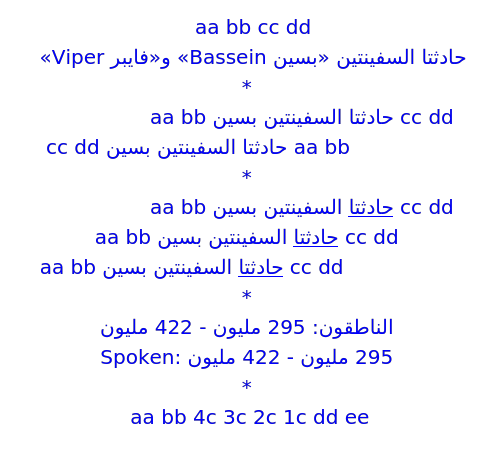 aa bb cc dd
حادثتا السفينتين «بسين Bassein» و«فايبر Viper»
*
aa bb حادثتا السفينتين بسين cc dd
aa bb حادثتا السفينتين بسين cc dd
*
aa bb حادثتا السفينتين بسين cc dd
aa bb حادثتا السفينتين بسين cc dd
aa bb حادثتا السفينتين بسين cc dd
*
الناطقون: 295 مليون - 422 مليون
Spoken: 295 مليون - 422 مليون
*
aa bb 4c 3c 2c 1c dd ee